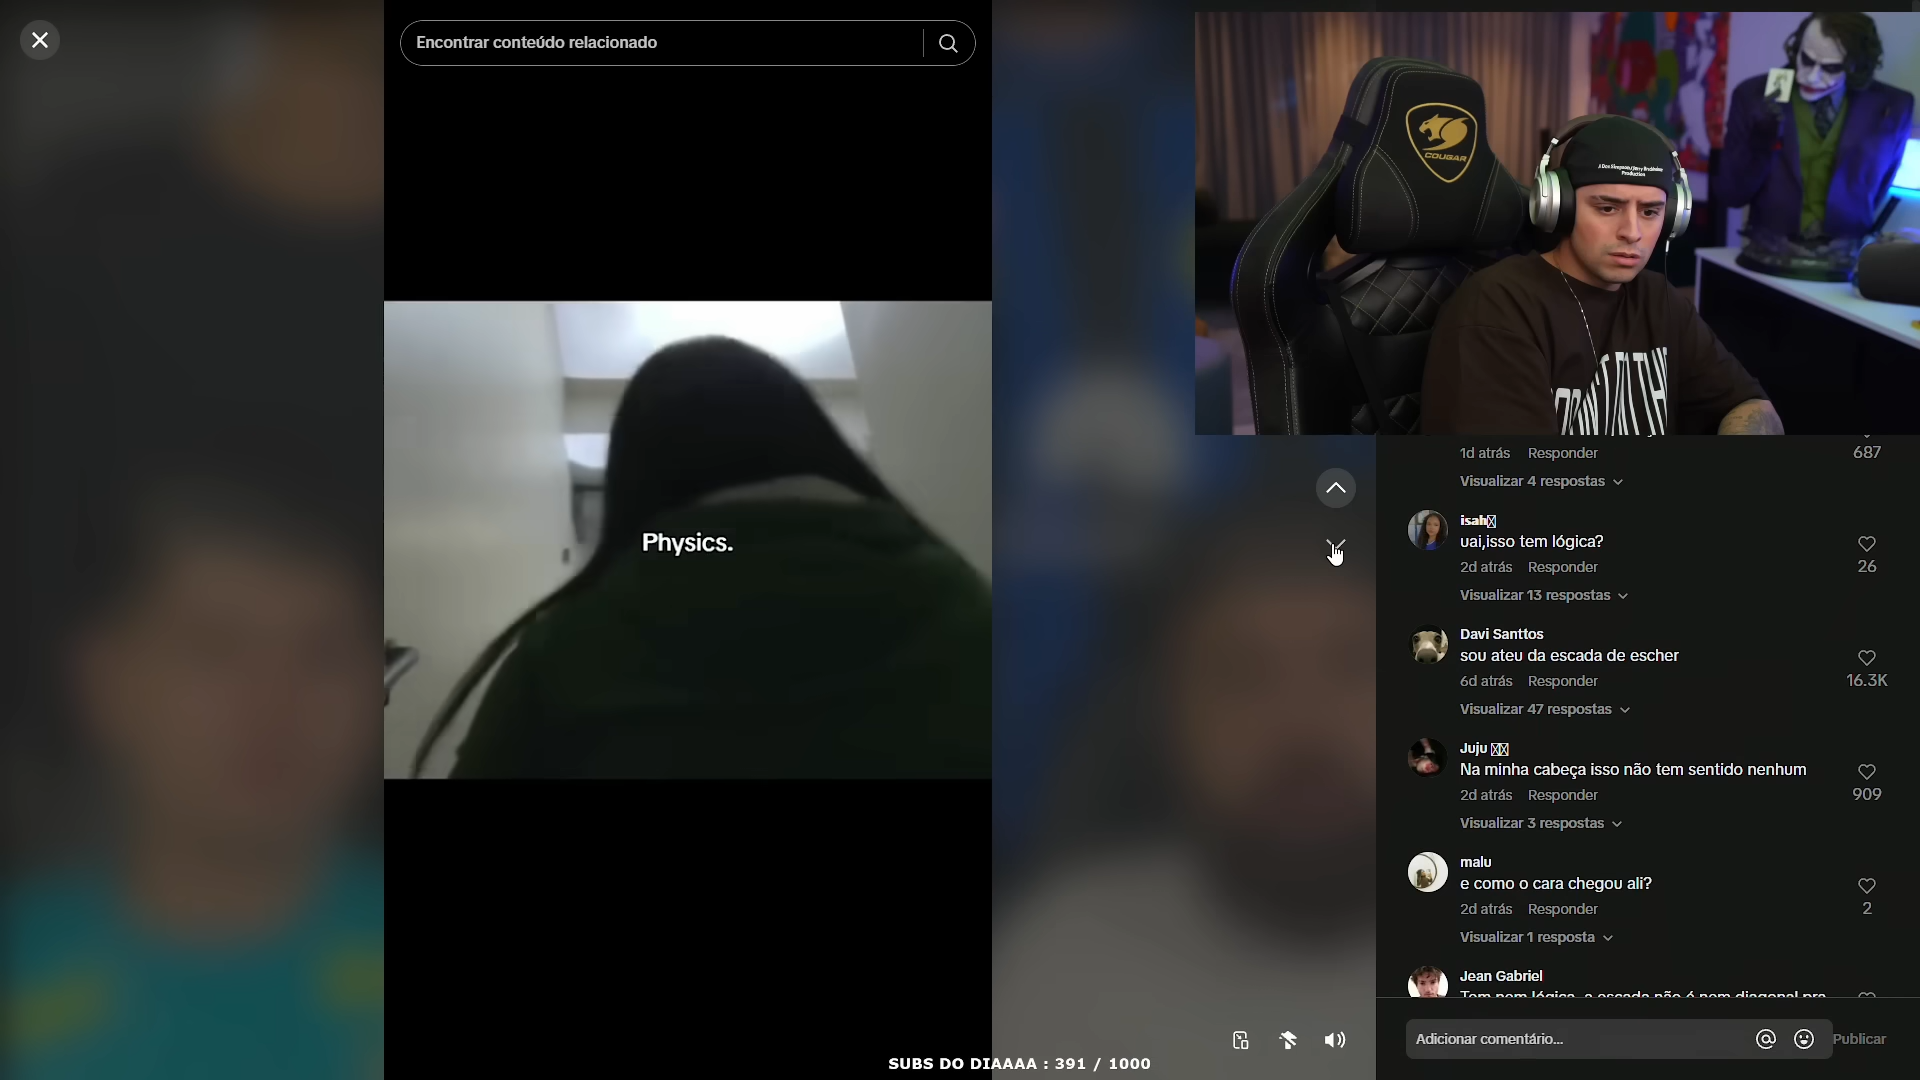 Encontrar conteúdo relacionado
COUGAR
Physics.
1d atrás Responder
687
Visualizar 4 respostas
isah
uai,isso tem lógica?
2d atrás Responder
26
Visualizar 13 respostas
Davi Santtos
sou ateu da escada de escher
6d atrás Responder
16.3K
Visualizar 47 respostas
Juju
Na minha cabeça isso não tem sentido nenhum
2d atrás Responder
909
Visualizar 3 respostas
malu
e como o cara chegou ali?
2d atrás Responder
2
Visualizar 1 resposta
Jean Gabriel
Adicionar comentário...
Publicar
SUBS DO DIAAAA : 391 / 1000